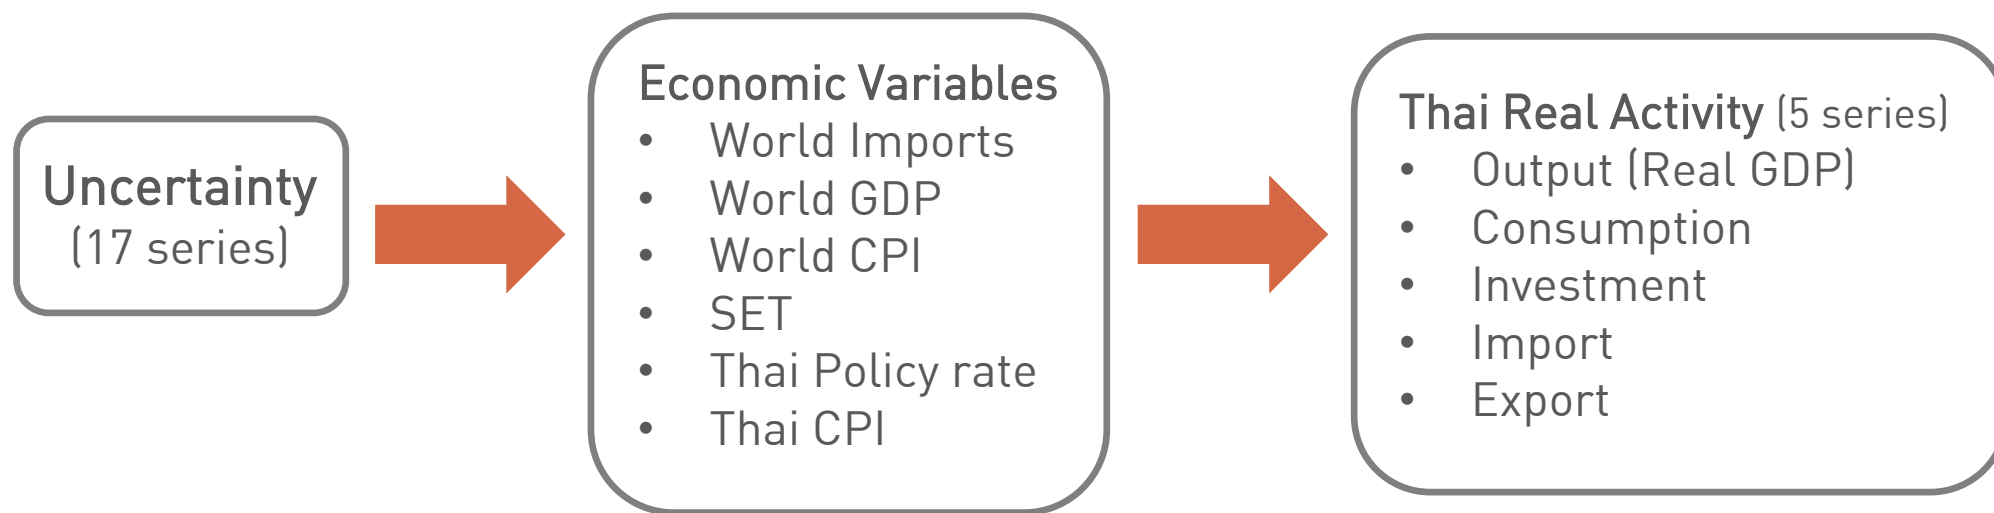 Uncertainty
(17 series)
Economic Variables
• World Imports
• World GDP
• World CPI
• SET
• Thai Policy rate
• Thai CPI
Thai Real Activity (5 series)
• Output (Real GDP)
• Consumption
• Investment
• Import
• Export